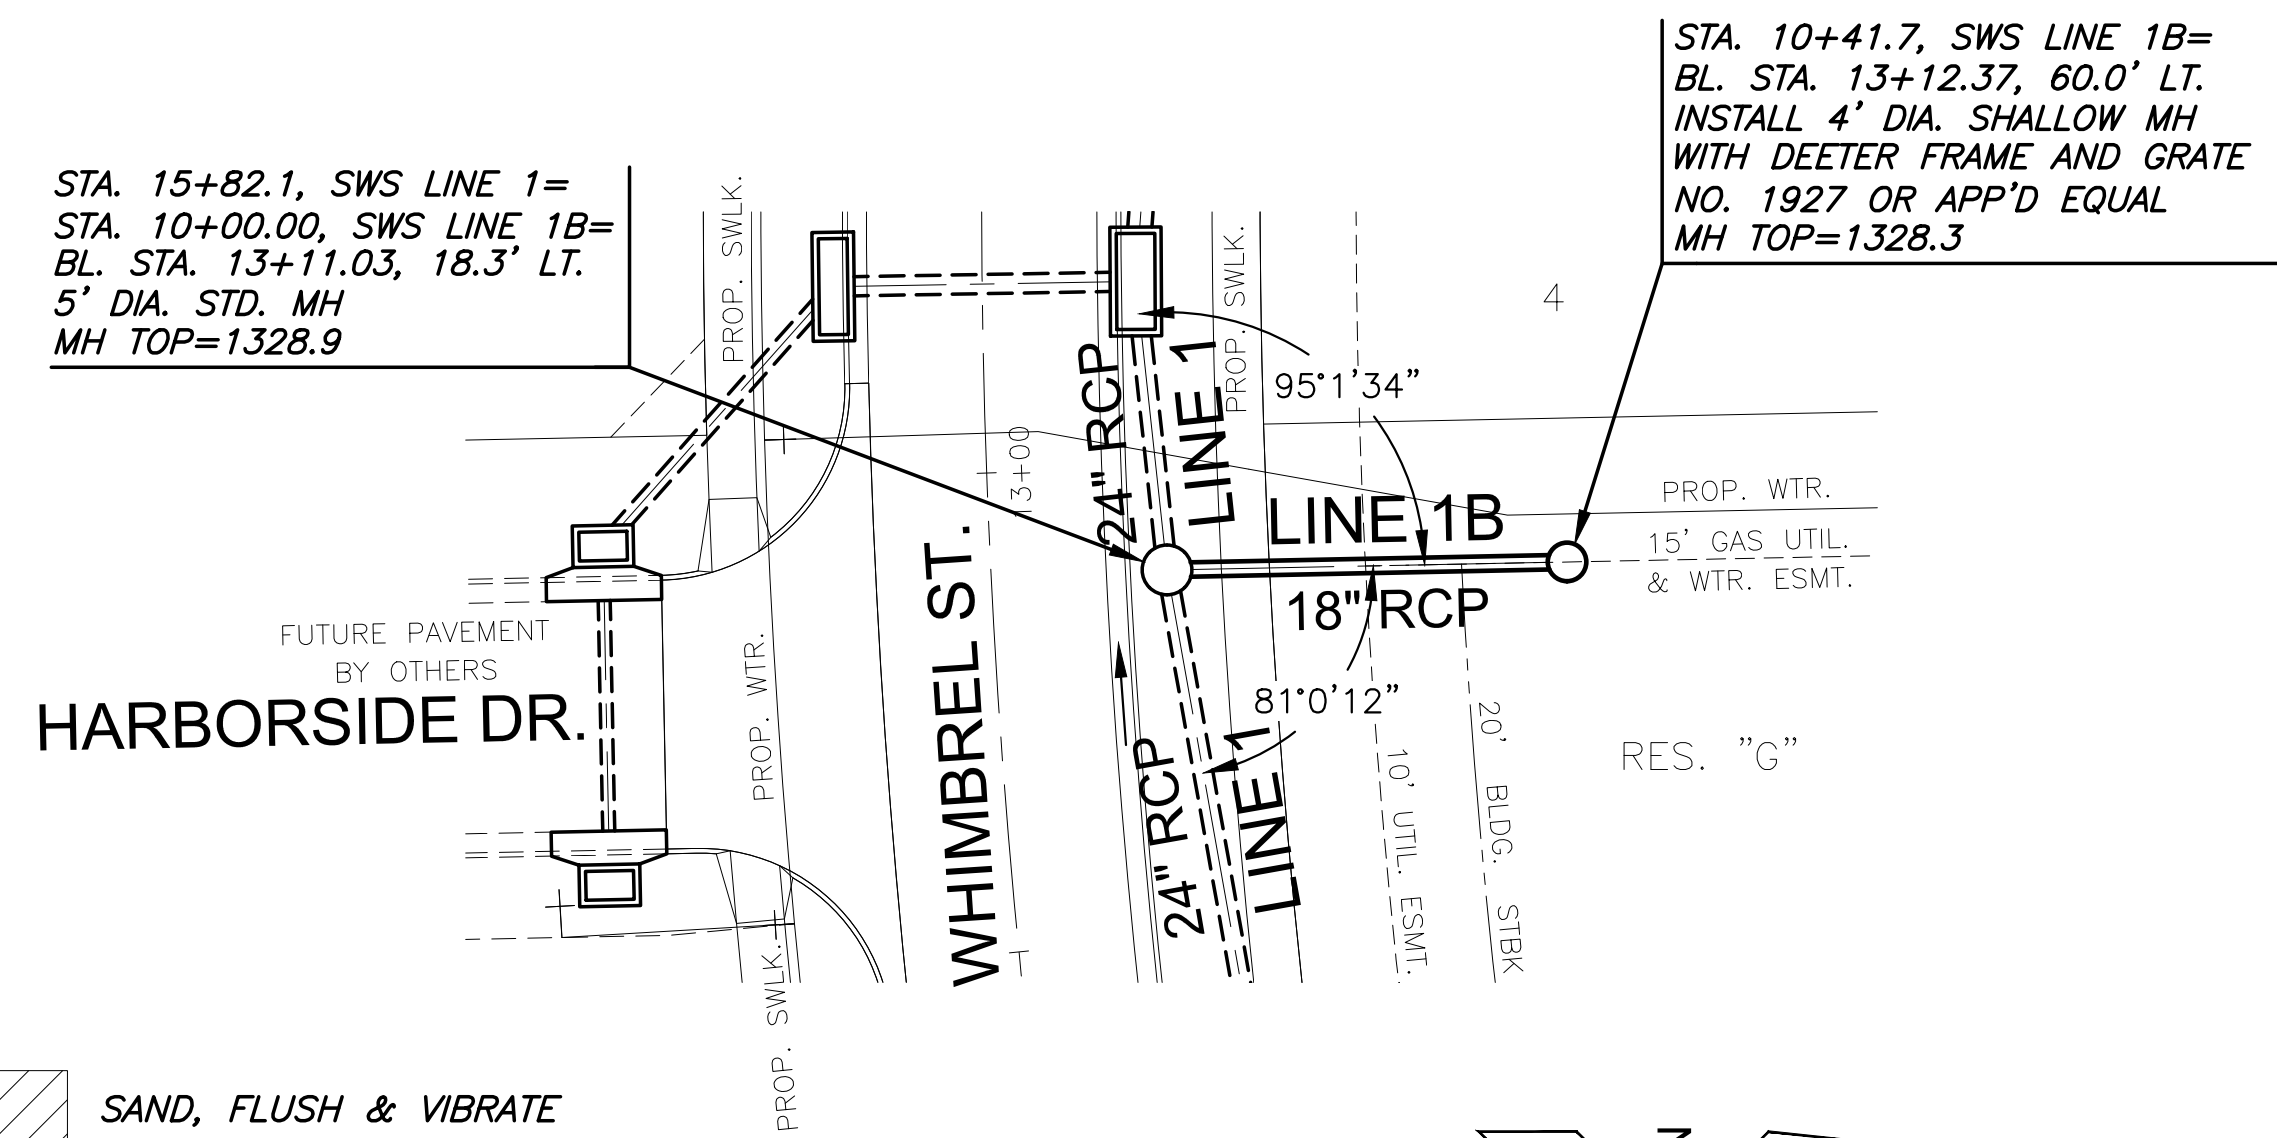 STA. 10+41.7, SWS LINE 1B=
BL. STA. 13+12.37, 60.0' LT.
INSTALL 4' DIA. SHALLOW MH
WITH DEETER FRAME AND GRATE
NO. 1927 OR APP'D EQUAL
MH TOP=1328.3
STA. 15+82.1, SWS LINE 1=
STA. 10+00.00, SWS LINE 1B=
BL. STA. 13+11.03, 18.3' LT.
5' DIA. STD. MH
MH TOP=1328.9
PROP. SWLK.
PROP. SWLK.
4
95°1'34"
24" RCP
LINE 1
13+00
LINE 1B
18" RCP
PROP. WTR.
15' GAS UTIL.
& WTR. ESMT.
FUTURE PAVEMENT
BY OTHERS
HARBORSIDE DR.
PROP. WTR.
WHIMBREL ST.
81°0'12"
24" RCP
LINE 1
10' UTIL. ESMT.
20' BLDG. STBK
RES. "G"
PROP. SWLK.
PROP. SWLK.
SAND, FLUSH & VIBRATE